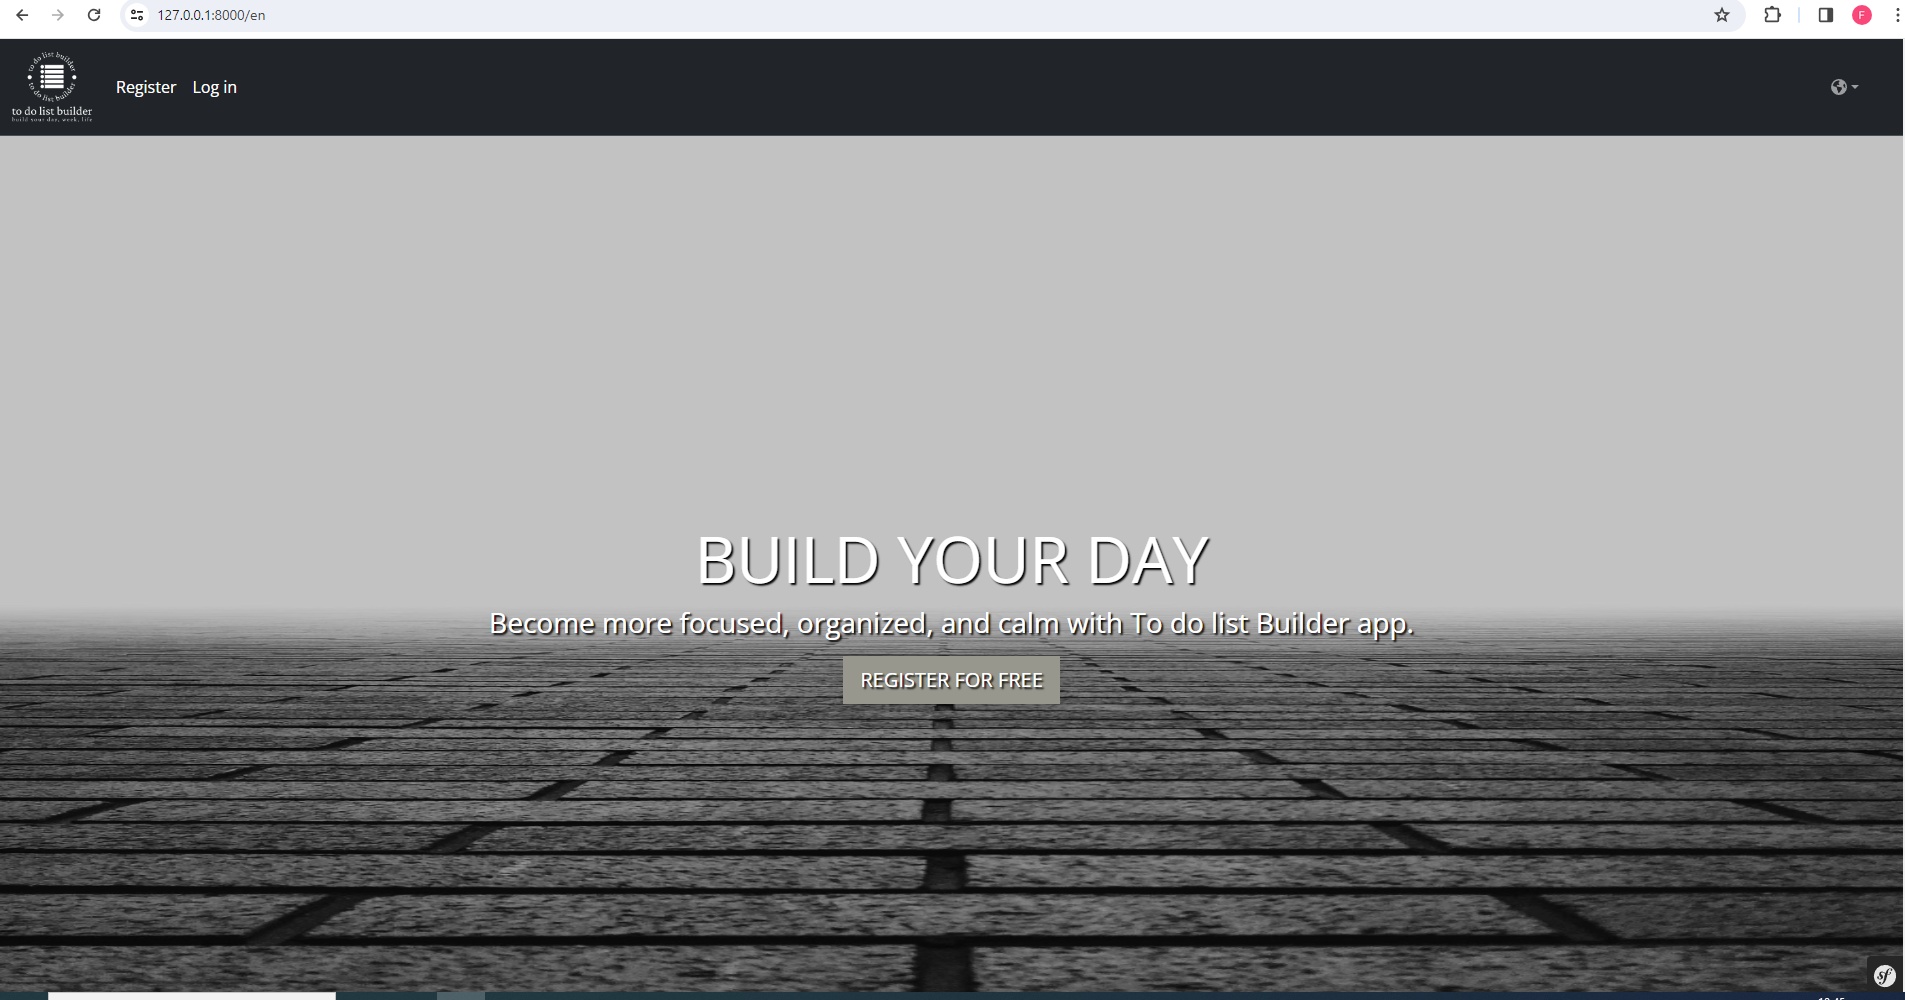 127.0.0.1:8000/en
F
to do list builder
to do list builder
to do list builder
build your day, week, life
Register
Log in
BUILD YOUR DAY
Become more focused, organized, and calm with To do list Builder app.
REGISTER FOR FREE
sf